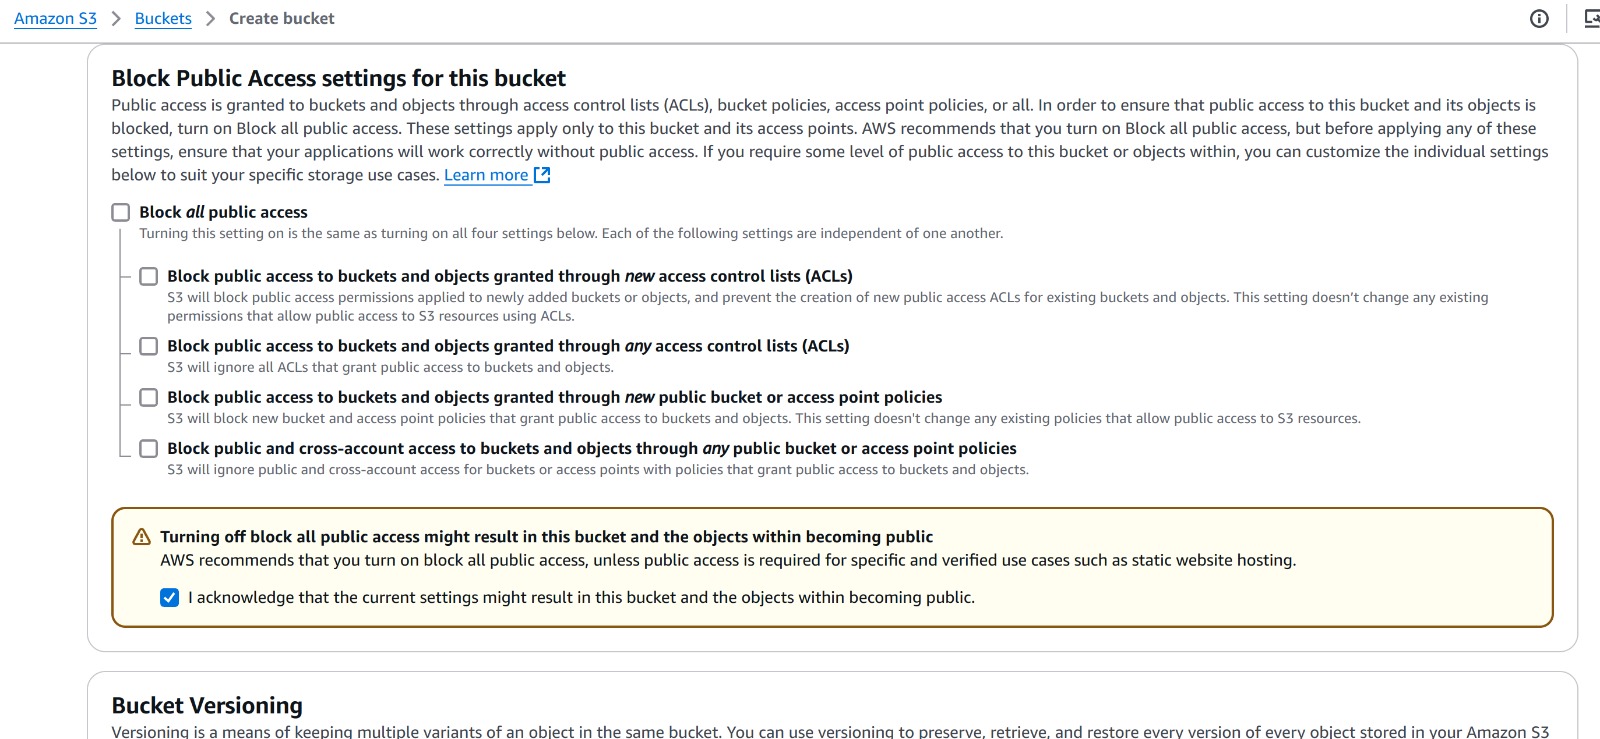 Amazon S3 > Buckets > Create bucket
Block Public Access settings for this bucket
Public access is granted to buckets and objects through access control lists (ACLs), bucket policies, access point policies, or all. In order to ensure that public access to this bucket and its objects is
blocked, turn on Block all public access. These settings apply only to this bucket and its access points. AWS recommends that you turn on Block all public access, but before applying any of these
settings, ensure that your applications will work correctly without public access. If you require some level of public access to this bucket or objects within, you can customize the individual settings
below to suit your specific storage use cases. Learn more
Block all public access
Turning this setting on is the same as turning on all four settings below. Each of the following settings are independent of one another.
Block public access to buckets and objects granted through new access control lists (ACLs)
S3 will block public access permissions applied to newly added buckets or objects, and prevent the creation of new public access ACLs for existing buckets and objects. This setting doesn’t change any existing
permissions that allow public access to S3 resources using ACLs.
Block public access to buckets and objects granted through any access control lists (ACLs)
S3 will ignore all ACLs that grant public access to buckets and objects.
Block public access to buckets and objects granted through new public bucket or access point policies
S3 will block new bucket and access point policies that grant public access to buckets and objects. This setting doesn't change any existing policies that allow public access to S3 resources.
Block public and cross-account access to buckets and objects through any public bucket or access point policies
S3 will ignore public and cross-account access for buckets or access points with policies that grant public access to buckets and objects.
Turning off block all public access might result in this bucket and the objects within becoming public
AWS recommends that you turn on block all public access, unless public access is required for specific and verified use cases such as static website hosting.
I acknowledge that the current settings might result in this bucket and the objects within becoming public.
Bucket Versioning
Versioning is a means of keeping multiple variants of an object in the same bucket. You can use versioning to preserve, retrieve, and restore every version of every object stored in your Amazon S3